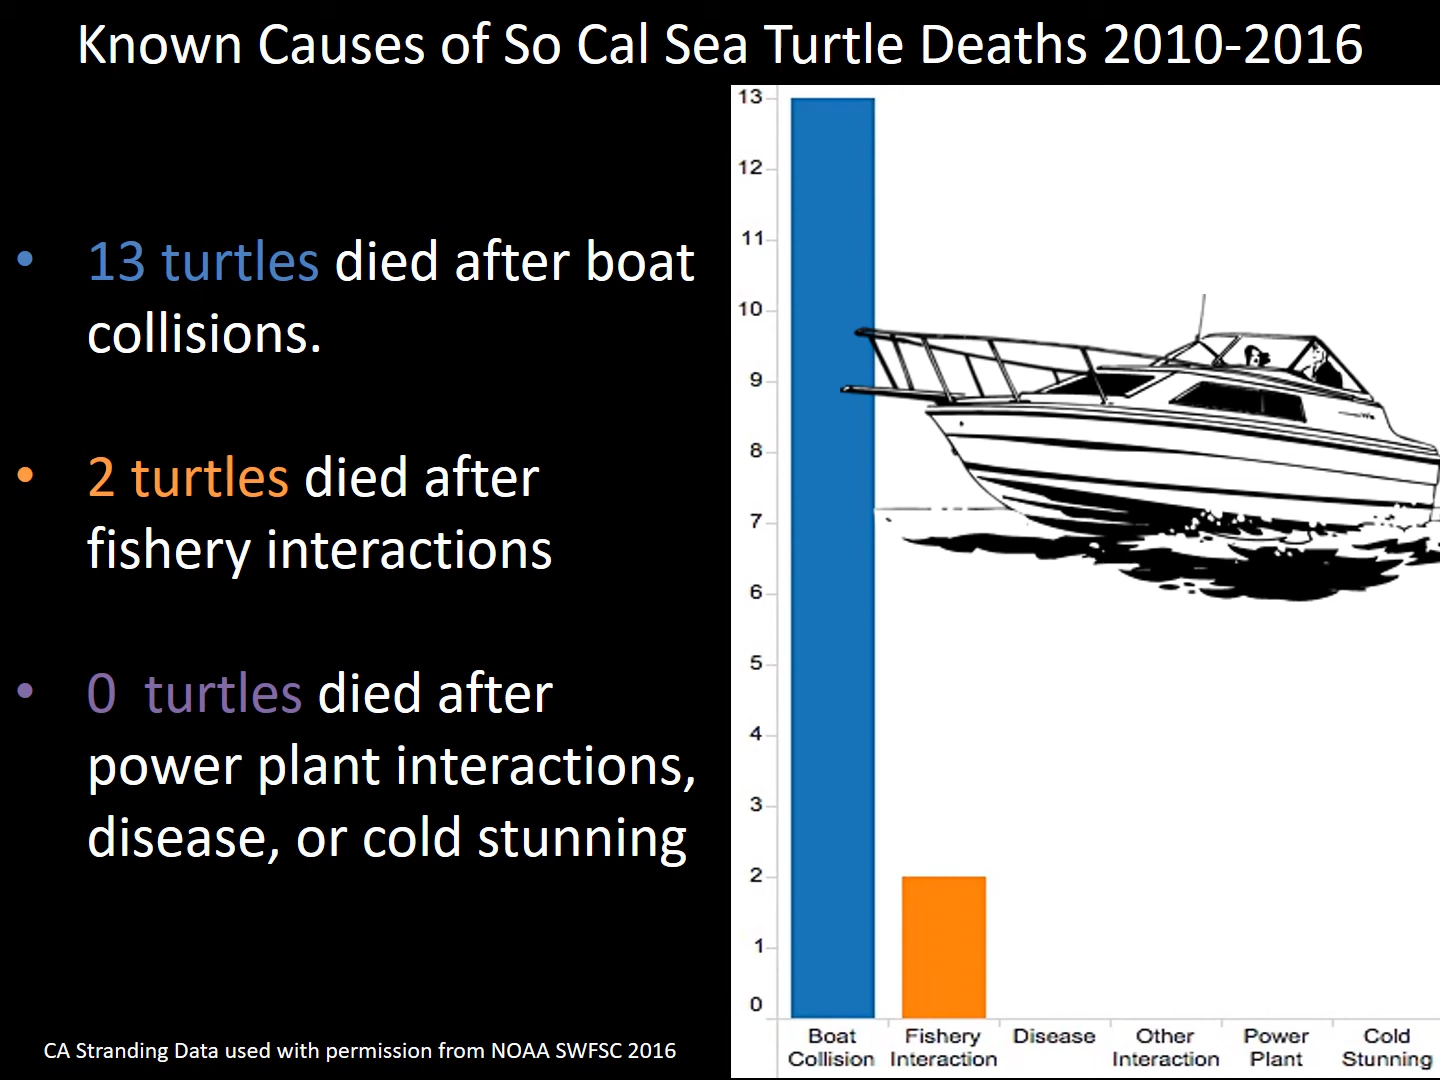 Known Causes of So Cal Sea Turtle Deaths 2010-2016
• 13 turtles died after boat
collisions.
• 2 turtles died after
fishery interactions
• 0 turtles died after
power plant interactions,
disease, or cold stunning
CA Stranding Data used with permission from NOAA SWFSC 2016
13
12
11
10
9
8
7
6
5
4
3
2
1
0
Boat
Collision
Fishery
Interaction
Disease
Other
Interaction
Power
Plant
Cold
Stunning